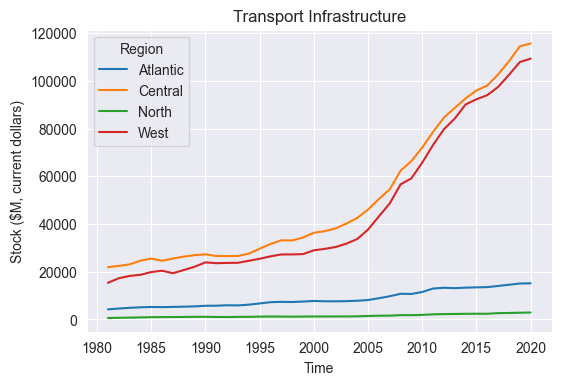 Transport Infrastructure
120000
100000
80000
60000
40000
20000
0
Stock ($M, current dollars)
Region
Atlantic
Central
North
West
1980 1985 1990 1995 2000 2005 2010 2015 2020
Time